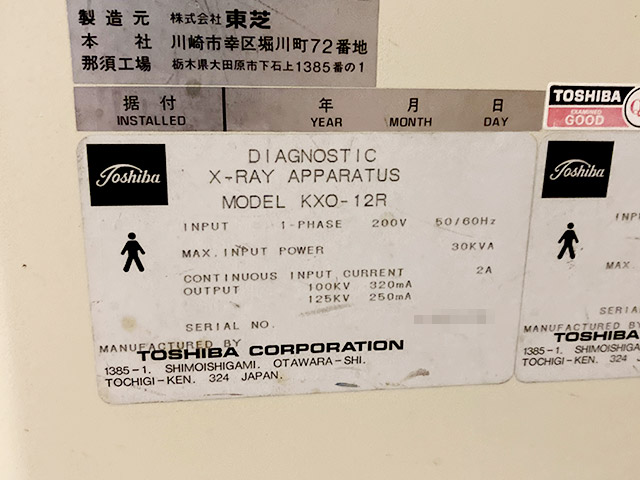 製造元 株式会社 東芝
本社 川崎市幸区堀川町72番地
那須工場 栃木県大田原市下石上1385番の1
据付 年 月 日
INSTALLED YEAR MONTH DAY
TOSHIBA
EXAMINED
GOOD
Toshiba
DIAGNOSTIC
X-RAY APPARATUS
MODEL KXO-12R
INPUT 1-PHASE 200V 50/60Hz
MAX. INPUT POWER 30KVA
CONTINUOUS INPUT CURRENT 2A
OUTPUT 100KV 320mA
125KV 250mA
SERIAL NO.
MANUFACTURED BY
TOSHIBA CORPORATION
1385-1. SHIMOISHIGAMI. OTAWARA-SHI.
TOCHIGI-KEN. 324 JAPAN.
Toshiba
INP
MAX.
SERI
MANUFACTURED BY
TOSHIBA
1385-1. SHIMOISHIGAM
TOCHIGI-KEN. 324